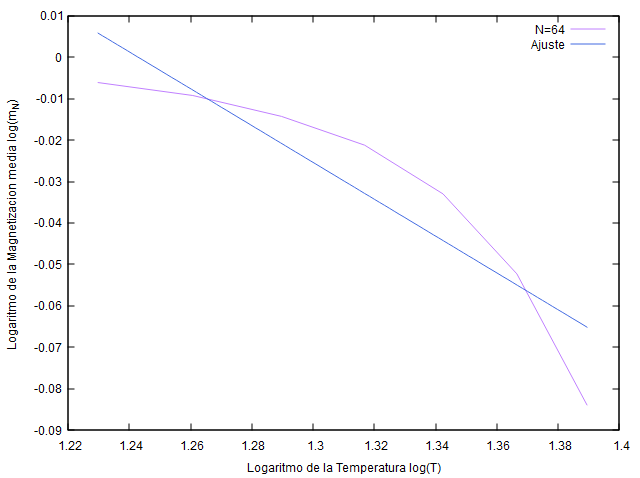 0.01
0
-0.01
-0.02
-0.03
-0.04
-0.05
-0.06
-0.07
-0.08
-0.09
1.22 1.24 1.26 1.28 1.3 1.32 1.34 1.36 1.38 1.4
Logaritmo de la Temperatura log(T)
Logaritmo de la Magnetizacion media log(mN)
N=64
Ajuste